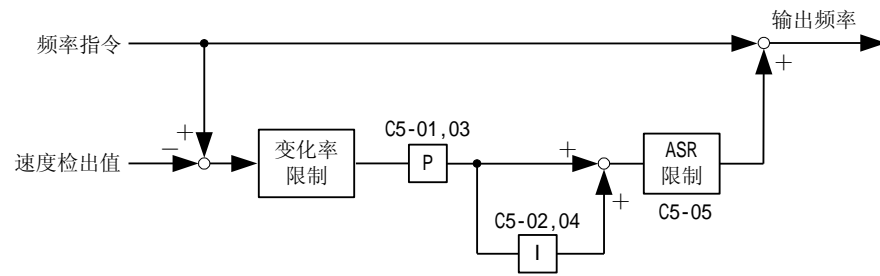 输出频率
频率指令
+
C5-01,03
+
变化率
限制
+
ASR
限制
−
速度检出值
P
+
C5-05
C5-02,04
I